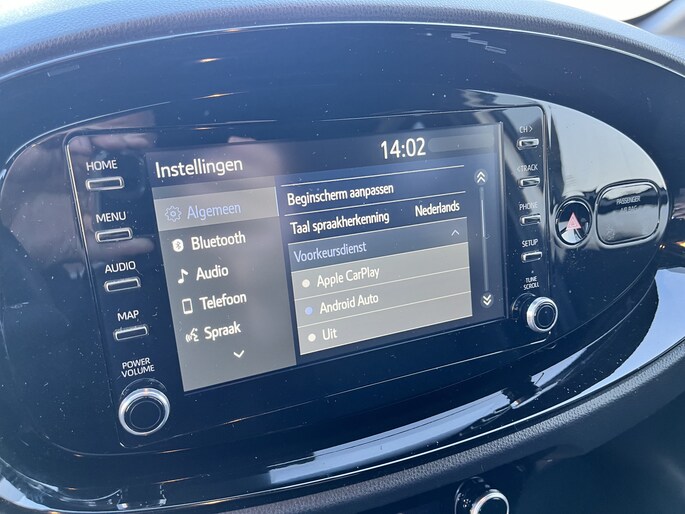 HOME
MENU
AUDIO
MAP
POWER
VOLUME
Instellingen
14:02
Algemeen
Bluetooth
Audio
Telefoon
Spraak
Beginscherm aanpassen
Taal spraakherkenning Nederlands
Voorkeursdienst
Apple CarPlay
Android Auto
Uit
CH>
<TRACK
PHONE
SETUP
TUNE
SCROLL
PASSENGER
AIRBAG